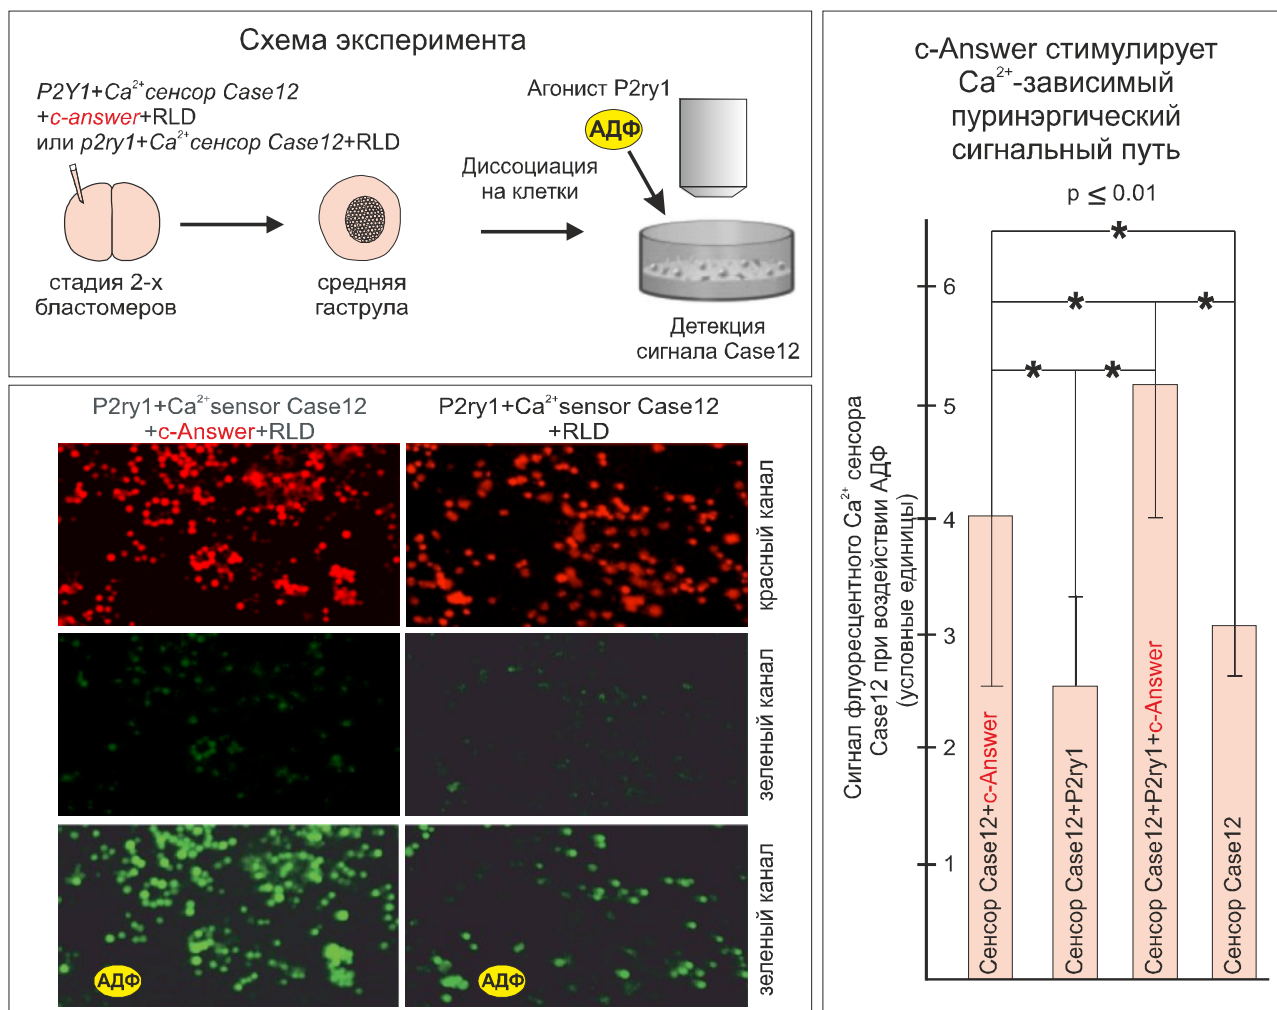 Схема эксперимента
P2Y1+Ca²⁺сенсор Case12
+c-answer+RLD
или p2ry1+Ca²⁺сенсор Case12+RLD
стадия 2-х
бластомеров
средняя
гаструла
Диссоциация
на клетки
Агонист P2ry1
АДФ
Детекция
сигнала Case12
P2ry1+Ca²⁺sensor Case12
+c-Answer+RLD
P2ry1+Ca²⁺sensor Case12
+RLD
красный канал
зеленый канал
зеленый канал
АДФ
АДФ
c-Answer стимулирует
Ca²⁺-зависимый
пуринэргический
сигнальный путь
p ≤ 0.01
*
*
*
*
*
6
5
4
3
2
1
Сигнал флуоресцентного Ca²⁺ сенсора
Case12 при воздействии АДФ
(условные единицы)
Сенсор Case12+c-Answer
Сенсор Case12+P2ry1
Сенсор Case12+P2ry1+c-Answer
Сенсор Case12